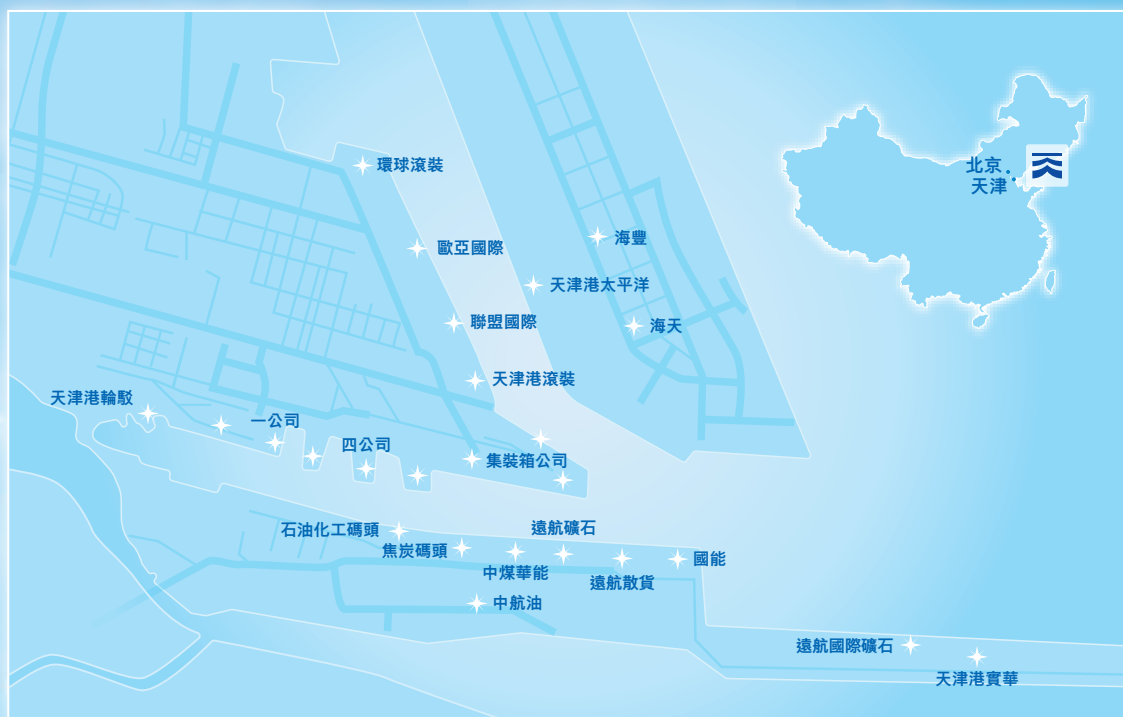 環球滾裝
北京
天津
歐亞國際
海豐
天津港太平洋
聯盟國際
海天
天津港滾裝
天津港輪駁
一公司
四公司
集裝箱公司
石油化工碼頭
遠航礦石
焦炭碼頭
國能
中煤華能
遠航散貨
中航油
遠航國際礦石
天津港實華